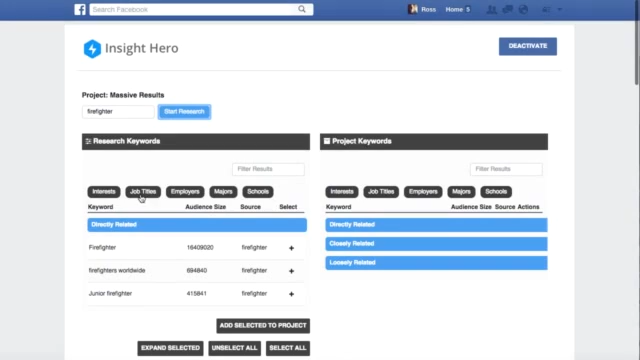 Search Facebook
Ross
Home 5
Insight Hero
DEACTIVATE
Project: Massive Results
firefighter
Start Research
Research Keywords
Filter Results
Interests
Job Titles
Employers
Majors
Schools
Keyword Audience Size Source Select
Directly Related
Firefighter 16409020 firefighter +
firefighters worldwide 694840 firefighter +
Junior firefighter 415841 firefighter +
ADD SELECTED TO PROJECT
EXPAND SELECTED
UNSELECT ALL
SELECT ALL
Project Keywords
Filter Results
Interests
Job Titles
Employers
Majors
Schools
Keyword Audience Size Source Actions
Directly Related
Closely Related
Loosely Related